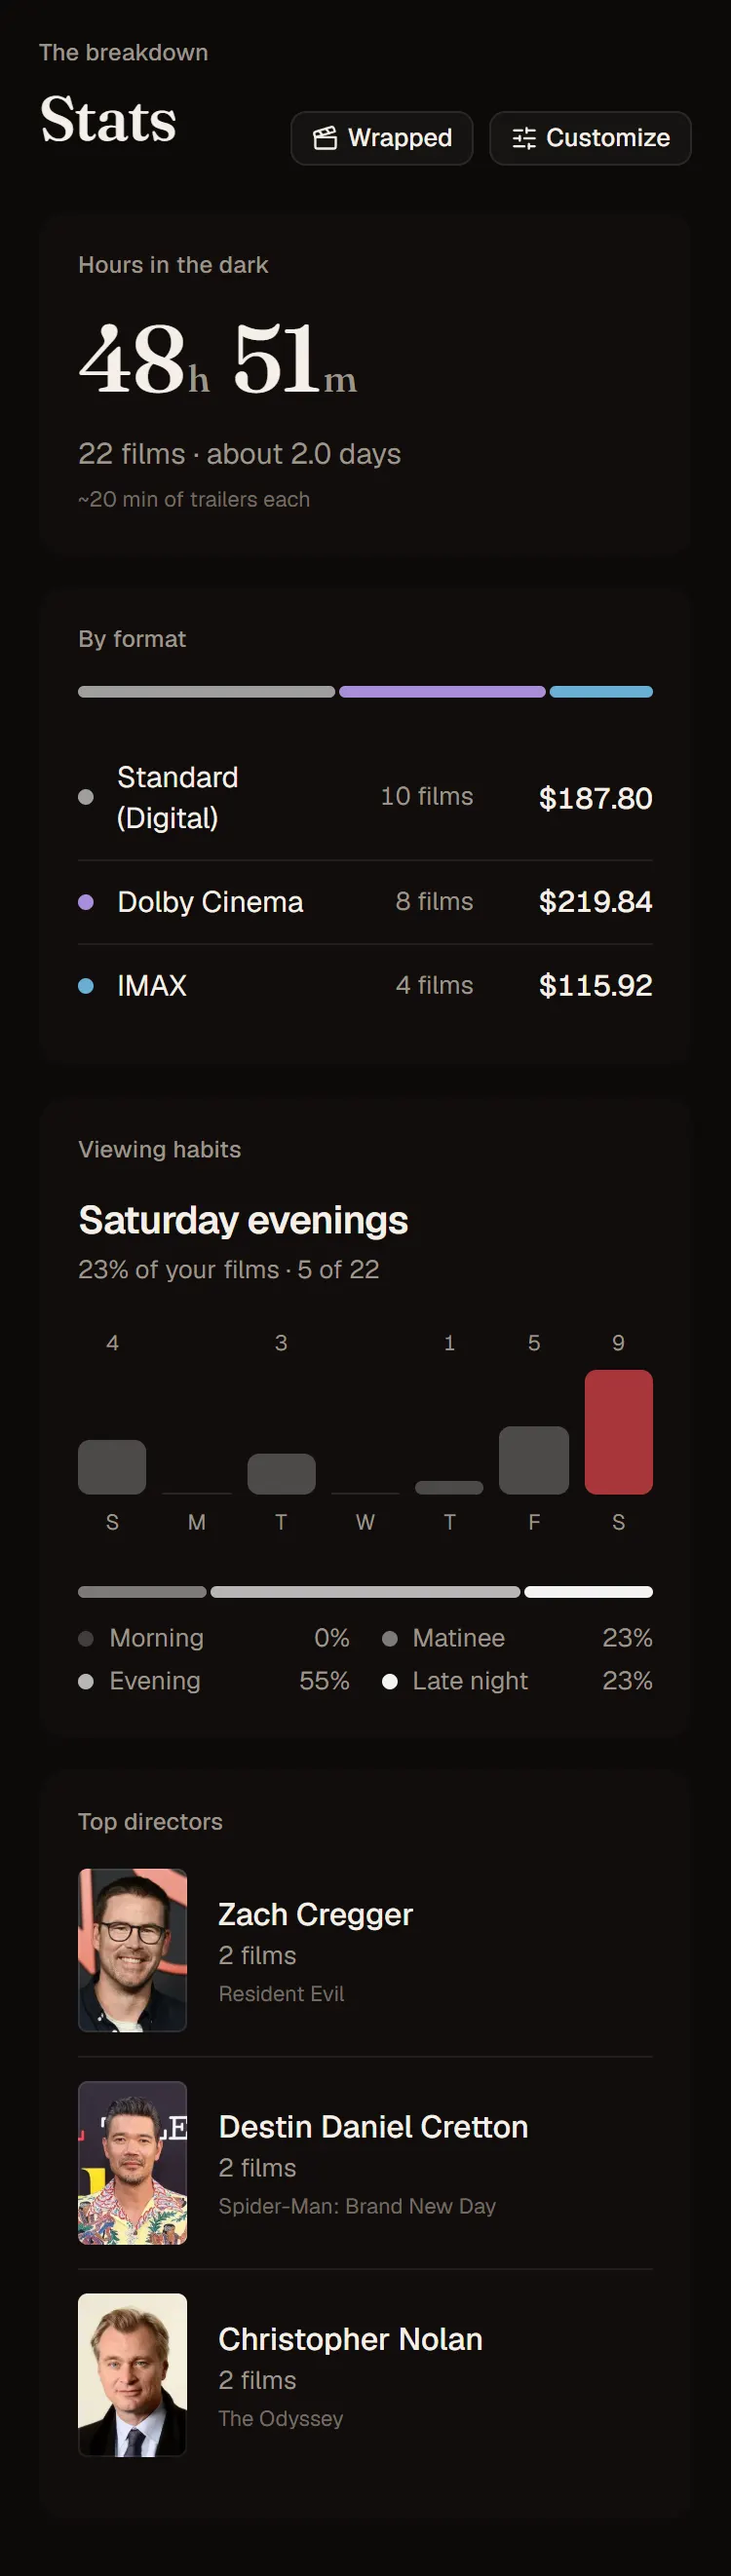 The breakdown
Stats
Wrapped
Customize
Hours in the dark
48h 51m
22 films · about 2.0 days
~20 min of trailers each
By format
Standard
(Digital)
10 films
$187.80
Dolby Cinema
8 films
$219.84
IMAX
4 films
$115.92
Viewing habits
Saturday evenings
23% of your films · 5 of 22
4 3 1 5 9
S M T W T F S
Morning 0% Matinee 23%
Evening 55% Late night 23%
Top directors
Zach Cregger
2 films
Resident Evil
Destin Daniel Cretton
2 films
Spider-Man: Brand New Day
Christopher Nolan
2 films
The Odyssey